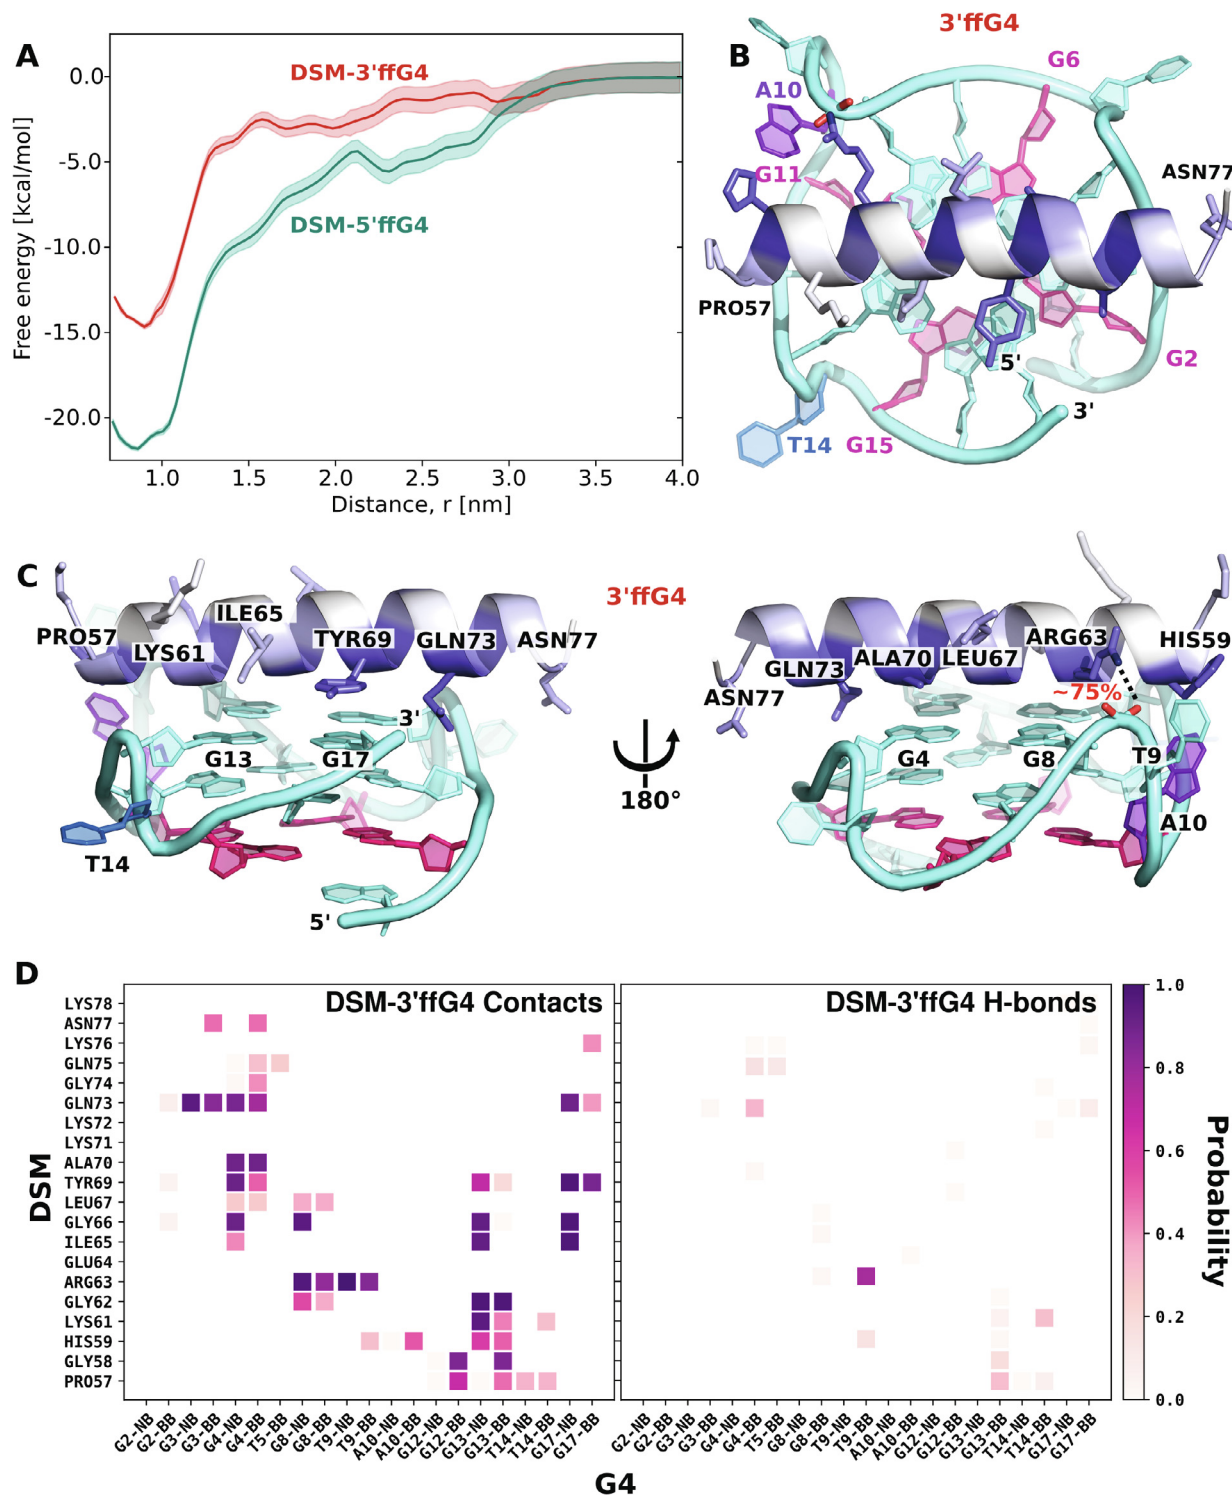 A
DSM-3'ffG4
DSM-5'ffG4
0.0
-5.0
-10.0
-15.0
-20.0
Free energy [kcal/mol]
1.0 1.5 2.0 2.5 3.0 3.5 4.0
Distance, r [nm]
B
3'ffG4
G6
A10
G11
ASN77
PRO57
5'
G2
3'
T14 G15
C
3'ffG4
PRO57
LYS61
ILE65
TYR69
GLN73
ASN77
3'
G13
G17
T14
5'
180°
ASN77
GLN73
ALA70
LEU67
ARG63
HIS59
~75%
G4
G8
T9
A10
D
DSM-3'ffG4 Contacts
DSM-3'ffG4 H-bonds
DSM
LYS78
ASN77
LYS76
GLN75
GLY74
GLN73
LYS72
LYS71
ALA70
TYR69
LEU67
GLY66
ILE65
GLU64
ARG63
GLY62
LYS61
HIS59
GLY58
PRO57
G2-NB G2-BB G3-NB G3-BB G4-NB G4-BB T5-BB G8-NB G8-BB T9-NB T9-BB A10-NB A10-BB G12-NB G12-BB G13-NB G13-BB T14-NB T14-BB G17-NB G17-BB
G2-NB G2-BB G3-NB G3-BB G4-NB G4-BB T5-BB G8-NB G8-BB T9-NB T9-BB A10-NB A10-BB G12-NB G12-BB G13-NB G13-BB T14-NB T14-BB G17-NB G17-BB
G4
1.0
0.8
0.6
0.4
0.2
0.0
Probability